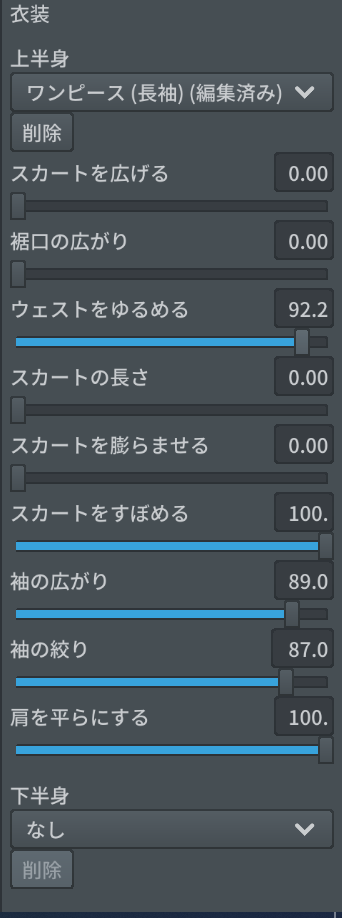 衣装
上半身
ワンピース (長袖) (編集済み)
削除
スカートを広げる 0.00
裾口の広がり 0.00
ウェストをゆるめる 92.2
スカートの長さ 0.00
スカートを膨らませる 0.00
スカートをすぼめる 100.
袖の広がり 89.0
袖の絞り 87.0
肩を平らにする 100.
下半身
なし
削除